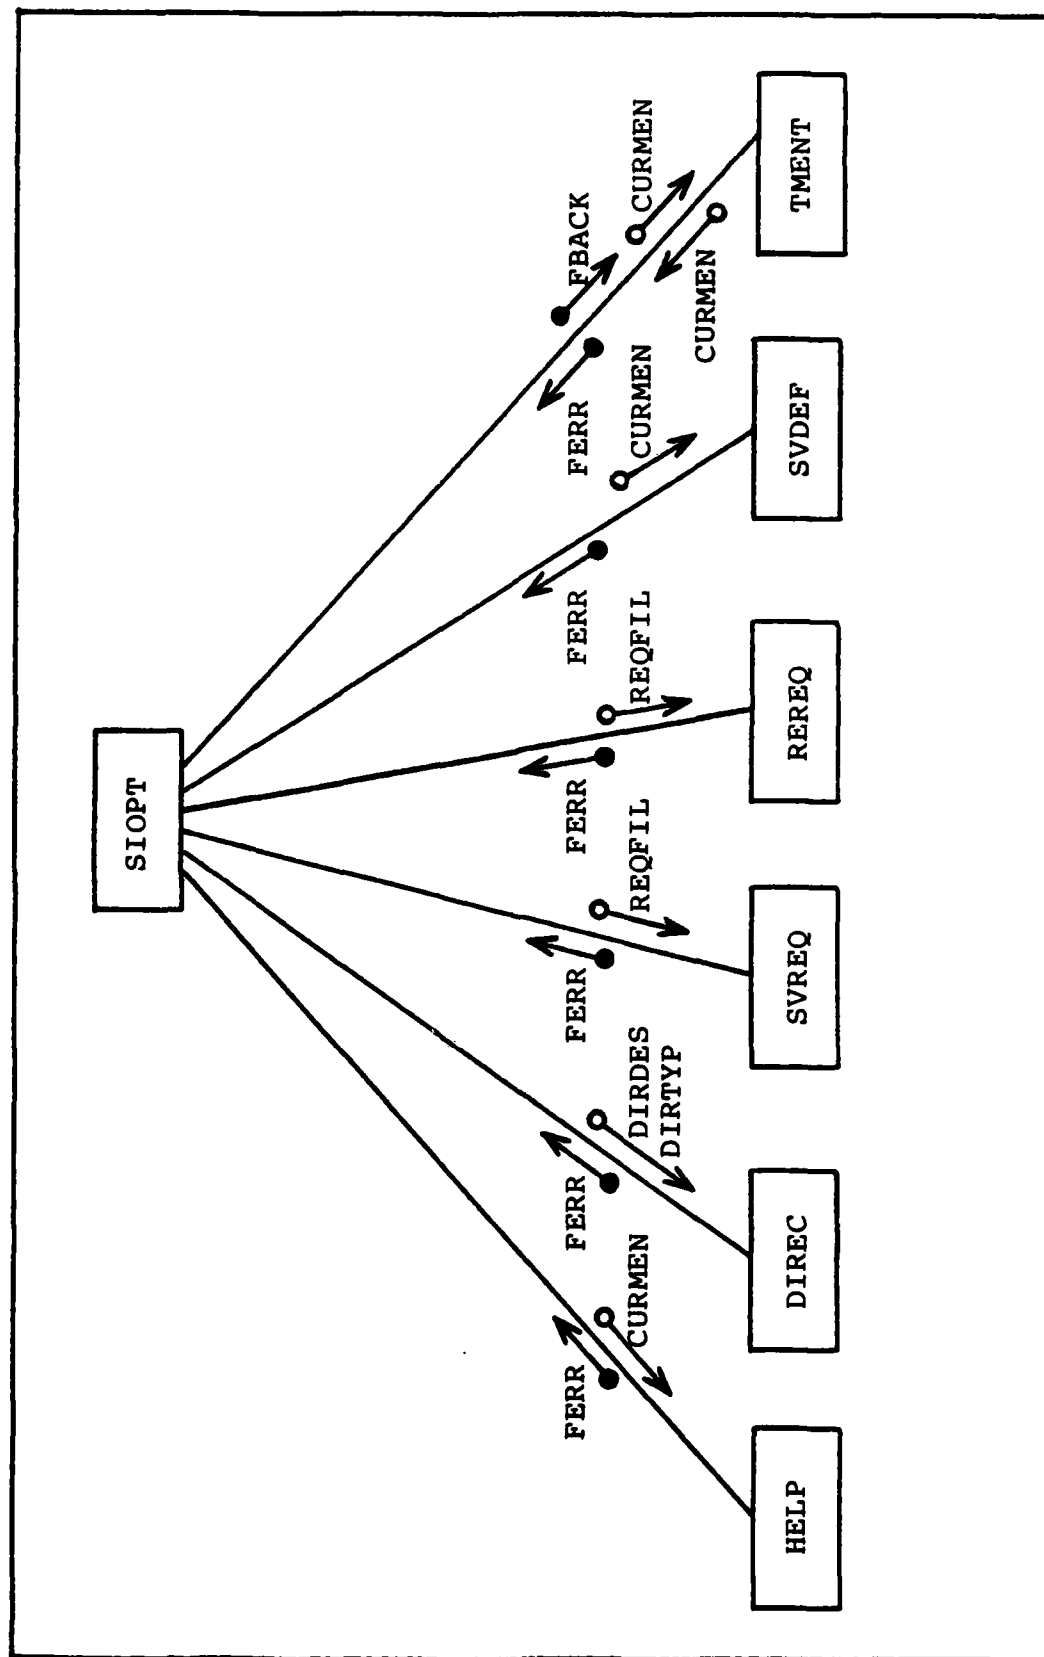 SIOPT
FERR
FERR
FERR
FERR
FERR
FERR
FBACK
CURMEN
DIRDES
DIRTYP
REQFIL
REQFIL
CURMEN
CURMEN
CURMEN
HELP
DIREC
SVREQ
REREQ
SVDEF
TMENT